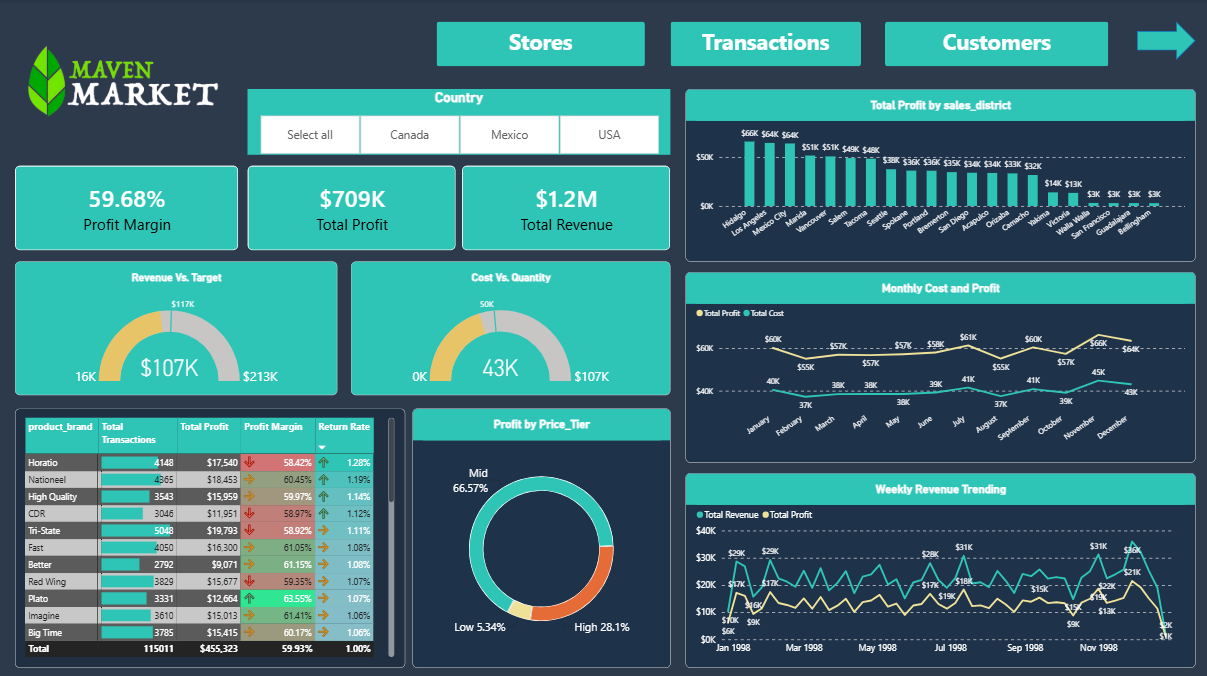 Stores
Transactions
Customers
MAVEN
MARKET
Country
Select all
Canada
Mexico
USA
59.68%
Profit Margin
$709K
Total Profit
$1.2M
Total Revenue
Revenue Vs. Target
$117K
16K
$107K
$213K
Cost Vs. Quantity
50K
0K
43K
$107K
product_brand Total Transactions Total Profit Profit Margin Return Rate
Horatio 4148 $17,540 58.42% 1.28%
Nationeel 4365 $18,453 60.45% 1.19%
High Quality 3543 $15,959 59.97% 1.14%
CDR 3046 $11,951 58.97% 1.12%
Tri-State 5048 $19,793 58.92% 1.11%
Fast 4050 $16,300 61.05% 1.08%
Better 2792 $9,071 61.15% 1.08%
Red Wing 3829 $15,677 59.35% 1.07%
Plato 3331 $12,664 63.55% 1.07%
Imagine 3610 $15,013 61.41% 1.06%
Big Time 3785 $15,415 60.17% 1.06%
Total 115011 $455,323 59.93% 1.00%
Profit by Price_Tier
Mid
66.57%
Low 5.34%
High 28.1%
Total Profit by sales_district
$66K $64K $64K $51K $51K $49K $48K $38K $36K $36K $35K $34K $34K $33K $32K $14K $13K $3K $3K $3K $3K
$50K
$0K
Hidalgo Los Angeles Mexico City Merida Vancouver Salem Tacoma Seattle Spokane Portland Bremerton San Diego Acapulco Orizaba Camacho Yakima Victoria Walla Walla San Francisco Guadalajara Bellingham
Monthly Cost and Profit
Total Profit Total Cost
$60K
$40K
$60K $55K $57K $57K $57K $58K $61K $55K $60K $57K $66K $64K
40K 37K 38K 38K 38K 39K 41K 37K 41K 39K 45K 43K
January February March April May June July August September October November December
Weekly Revenue Trending
Total Revenue Total Profit
$40K
$30K
$20K
$10K
$0K
$29K $29K $28K $31K $31K $36K
$17K $17K $17K $18K $21K
$16K $19K $15K $15K $19K $22K
$10K $9K $9K $13K
$6K $2K
$1K
Jan 1998 Mar 1998 May 1998 Jul 1998 Sep 1998 Nov 1998